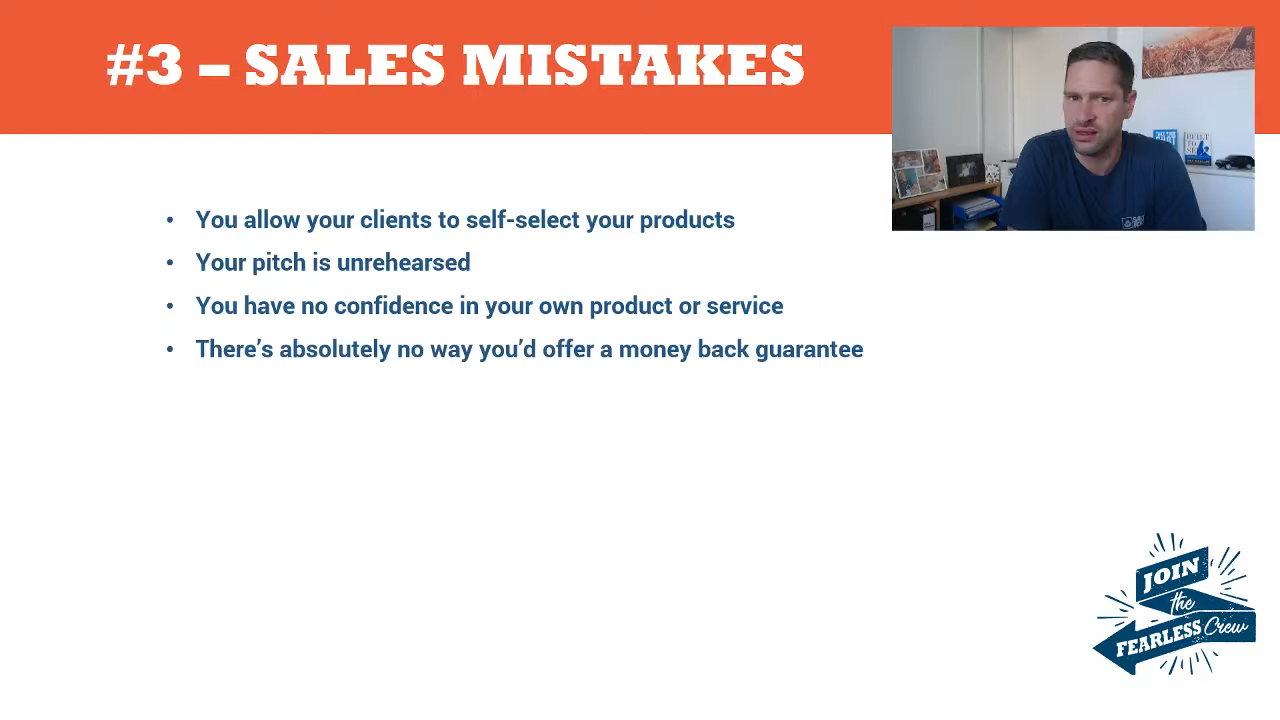 #3 – SALES MISTAKES
• You allow your clients to self-select your products
• Your pitch is unrehearsed
• You have no confidence in your own product or service
• There’s absolutely no way you’d offer a money back guarantee
BUILT
TO
JOIN
the
FEARLESS Crew